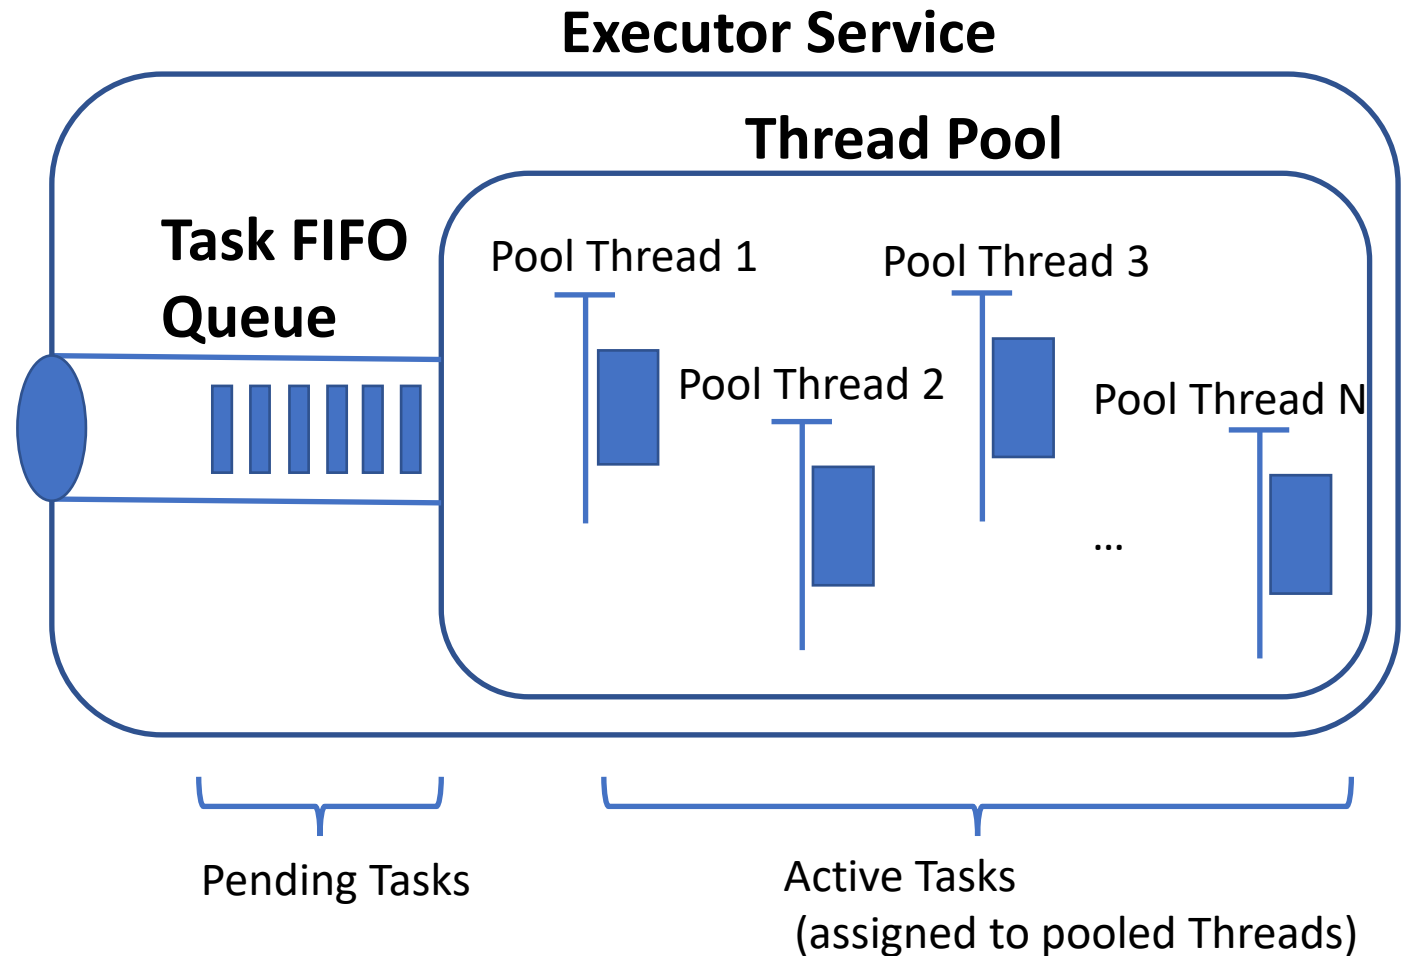 Executor Service
Thread Pool
Task FIFO
Queue
Pool Thread 1
Pool Thread 3
Pool Thread 2
Pool Thread N
...
Pending Tasks
Active Tasks
(assigned to pooled Threads)